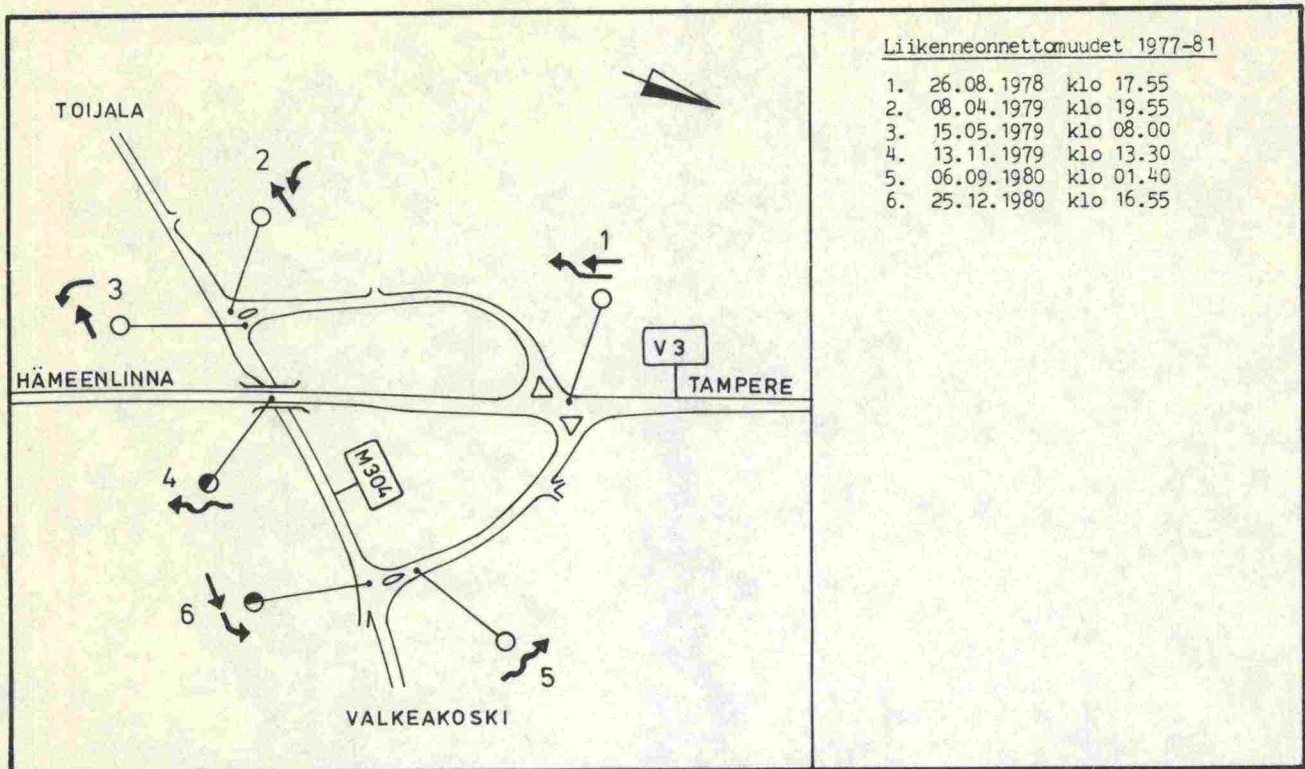 TOIJALA
2
1
3
V 3
HÄMEENLINNA
TAMPERE
4
M304
6
5
VALKEAKOSKI
Liikenneonnettomuudet 1977-81
1. 26.08.1978 klo 17.55
2. 08.04.1979 klo 19.55
3. 15.05.1979 klo 08.00
4. 13.11.1979 klo 13.30
5. 06.09.1980 klo 01.40
6. 25.12.1980 klo 16.55